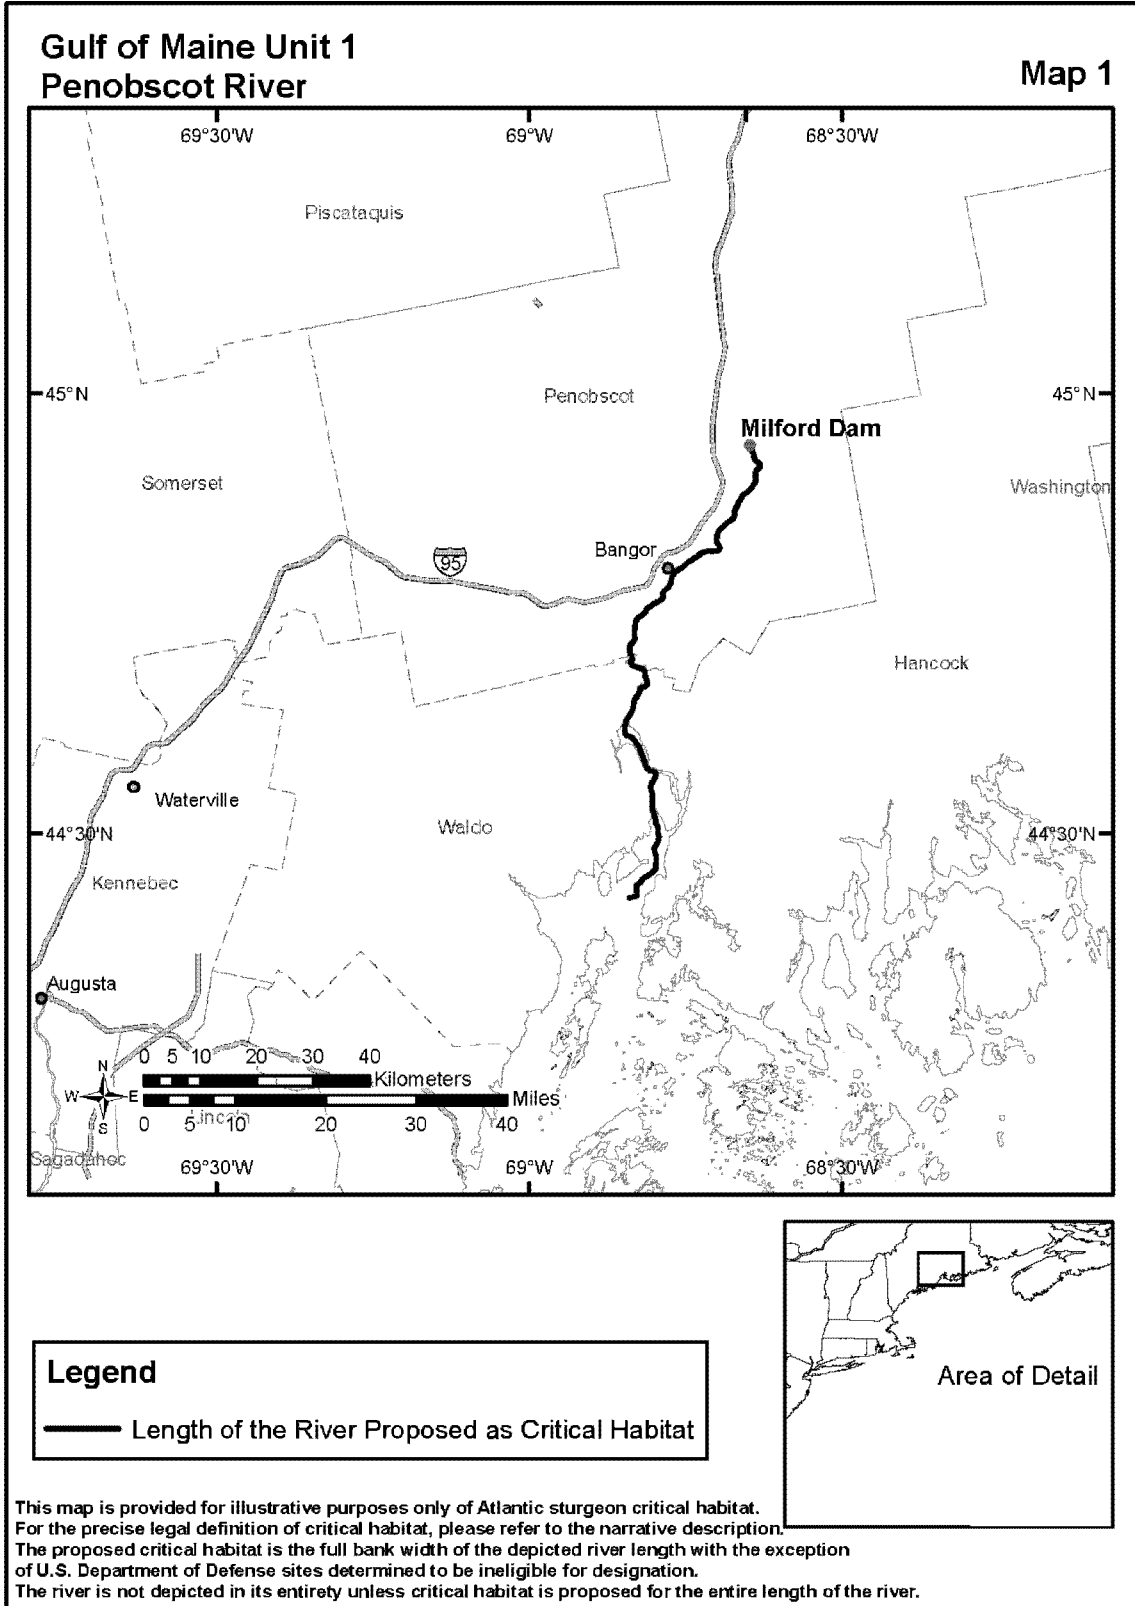 Gulf of Maine Unit 1
Penobscot River
Map 1
69°30'W
69°W
68°30'W
Piscataquis
45°N
Penobscot
45°N
Milford Dam
Somerset
Washington
Bangor
95
Hancock
Waterville
Waldo
44°30'N
44°30'N
Kennebec
Augusta
0 5 10 20 30 40
Kilometers
N
W E
S
Miles
0 5 10 20 30 40
Lincoln
Sagadahoc
69°30'W
69°W
68°30'W
Area of Detail
Legend
Length of the River Proposed as Critical Habitat
This map is provided for illustrative purposes only of Atlantic sturgeon critical habitat.
For the precise legal definition of critical habitat, please refer to the narrative description.
The proposed critical habitat is the full bank width of the depicted river length with the exception
of U.S. Department of Defense sites determined to be ineligible for designation.
The river is not depicted in its entirety unless critical habitat is proposed for the entire length of the river.